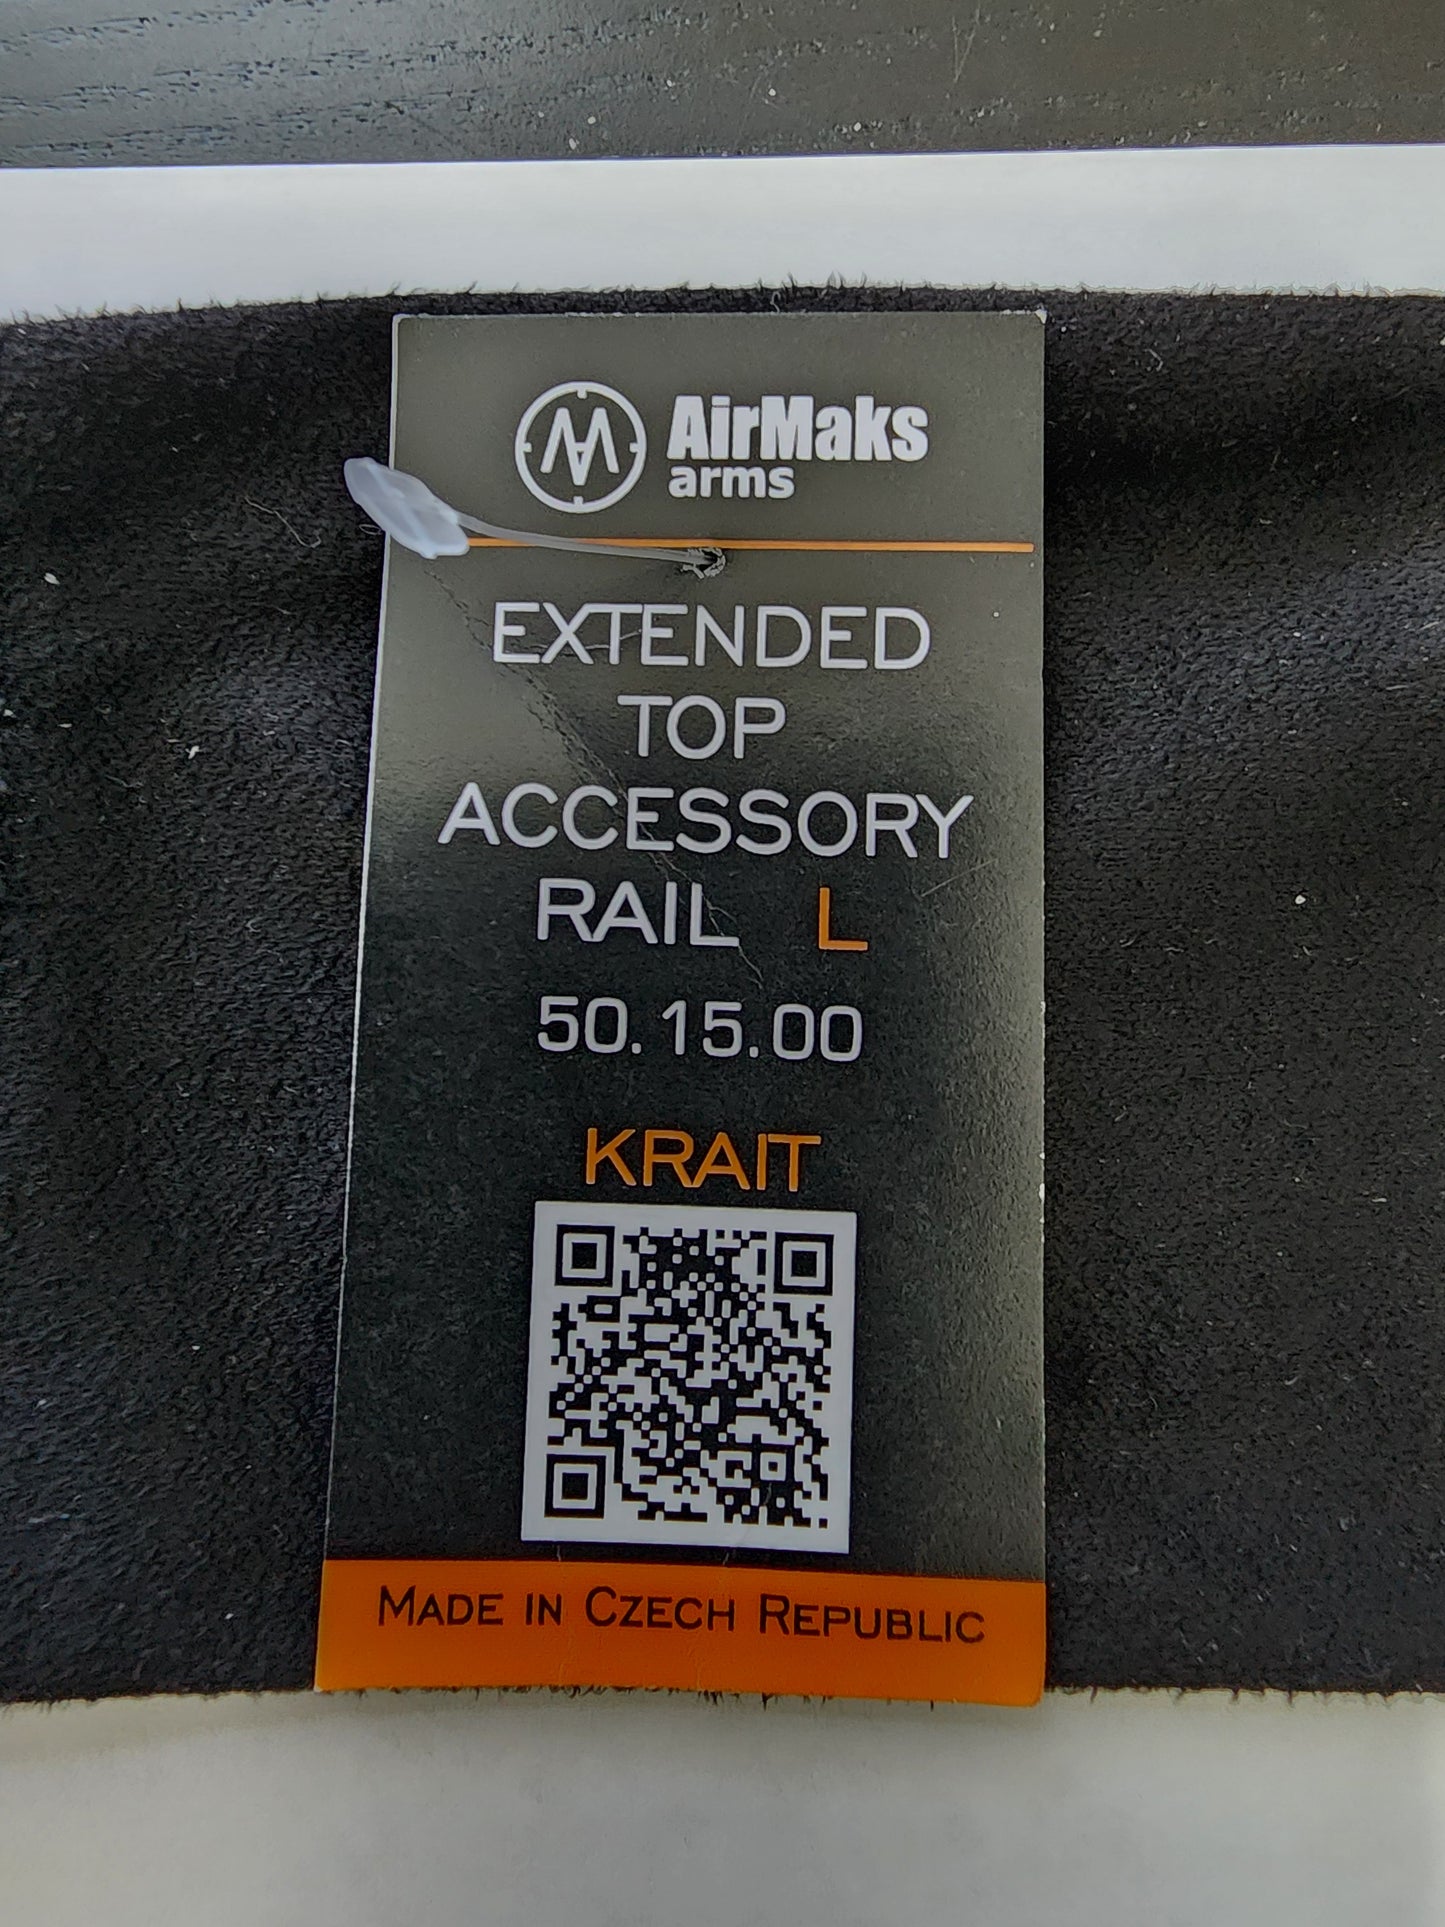 AirMaks
arms
EXTENDED
TOP
ACCESSORY
RAIL L
50.15.00
KRAIT
MADE IN CZECH REPUBLIC